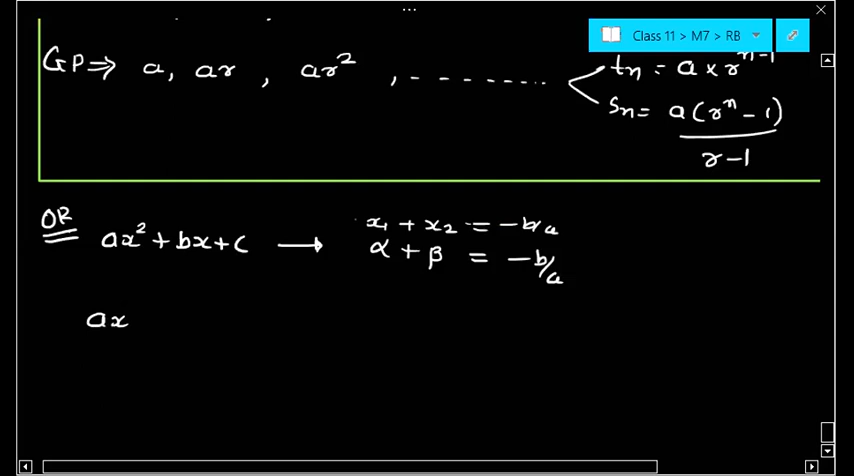 ...
Class 11 > M7 > RB
GP ⇒ a, ar, ar², ..........
tn = a × r^n-1
Sn = a(r^n - 1)
r - 1
OR
ax² + bx + c ⟶ x₁ + x₂ = -b/a
α + β = -b/a
ax